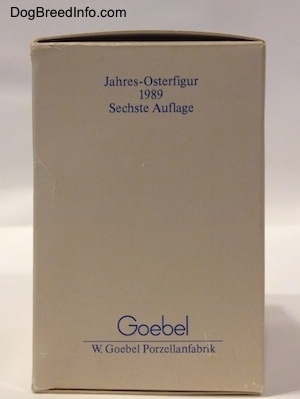 DogBreedInfo.com
Jahres-Osterfigur
1989
Sechste Auflage
Goebel
W. Goebel Porzellanfabrik